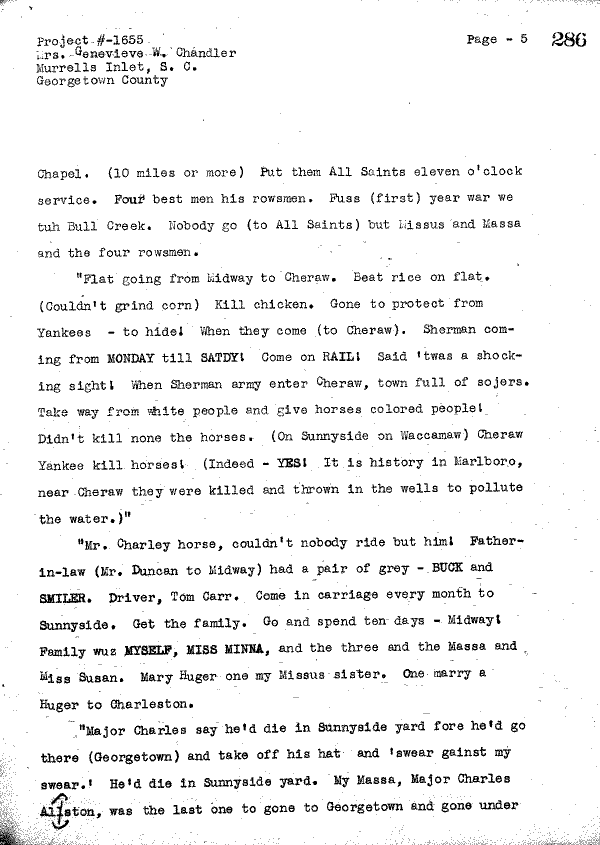 Project #-1655
Mrs. Genevieve W. Chandler
Murrells Inlet, S. C.
Georgetown County
Page - 5 286
Chapel. (10 miles or more) Put them All Saints eleven o'clock
service. Four best men his rowsmen. Fuss (first) year war we
tuh Bull Creek. Nobody go (to All Saints) but Missus and Massa
and the four rowsmen.
"Flat going from Midway to Cheraw. Beat rice on flat.
(Couldn't grind corn) Kill chicken. Gone to protect from
Yankees - to hide! When they come (to Cheraw). Sherman com-
ing from MONDAY till SATDY! Come on RAIL! Said 'twas a shock-
ing sight! When Sherman army enter Cheraw, town full of sojers.
Take way from white people and give horses colored people!
Didn't kill none the horses. (On Sunnyside on Waccamaw) Cheraw
Yankee kill horses! (Indeed - YES! It is history in Marlboro,
near Cheraw they were killed and thrown in the wells to pollute
the water.)"
"Mr. Charley horse, couldn't nobody ride but him! Father-
in-law (Mr. Duncan to Midway) had a pair of grey - BUCK and
SMILER. Driver, Tom Carr. Come in carriage every month to
Sunnyside. Get the family. Go and spend ten days - Midway!
Family wuz MYSELF, MISS MINNA, and the three and the Massa and
Miss Susan. Mary Huger one my Missus sister. One marry a
Huger to Charleston.
"Major Charles say he'd die in Sunnyside yard fore he'd go
there (Georgetown) and take off his hat and 'swear gainst my
swear.' He'd die in Sunnyside yard. My Massa, Major Charles
Allston, was the last one to gone to Georgetown and gone under